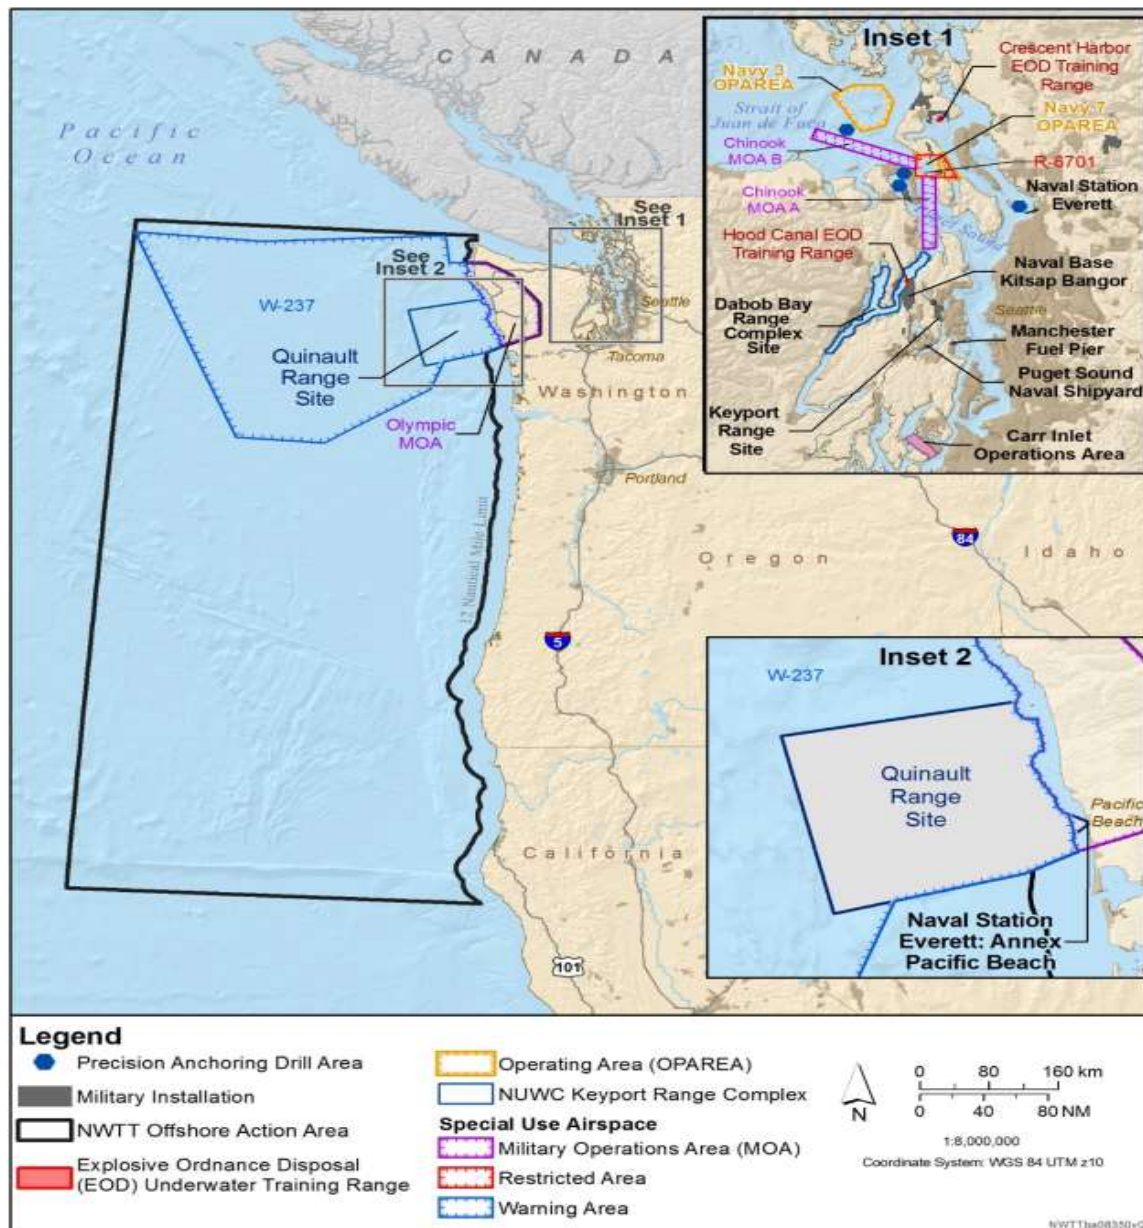 CANADA
Pacific
Ocean
See
Inset 1
See
Inset 2
W-237
Seattle
Quinault
Range
Site
Tacoma
Washington
Olympic
MOA
Portland
12 Nautical Mile Limit
84
Oregon
Idaho
5
California
101
Inset 1
Crescent Harbor
EOD Training
Range
Navy 3
OPAREA
Strait of
Juan de Fuca
Navy 7
OPAREA
Chinook
MOA B
R-6701
Naval Station
Everett
Chinook
MOA A
Hood Canal EOD
Training Range
Naval Base
Kitsap Bangor
Dabob Bay
Range
Complex
Site
Seattle
Manchester
Fuel Pier
Puget Sound
Naval Shipyard
Keyport
Range
Site
Carr Inlet
Operations Area
Inset 2
W-237
Quinault
Range
Site
Pacific
Beach
Naval Station
Everett: Annex
Pacific Beach
Legend
Precision Anchoring Drill Area
Military Installation
NWTT Offshore Action Area
Explosive Ordnance Disposal
(EOD) Underwater Training Range
Operating Area (OPAREA)
NUWC Keyport Range Complex
Special Use Airspace
Military Operations Area (MOA)
Restricted Area
Warning Area
N
0 80 160 km
0 40 80 NM
1:8,000,000
Coordinate System: WGS 84 UTM z10